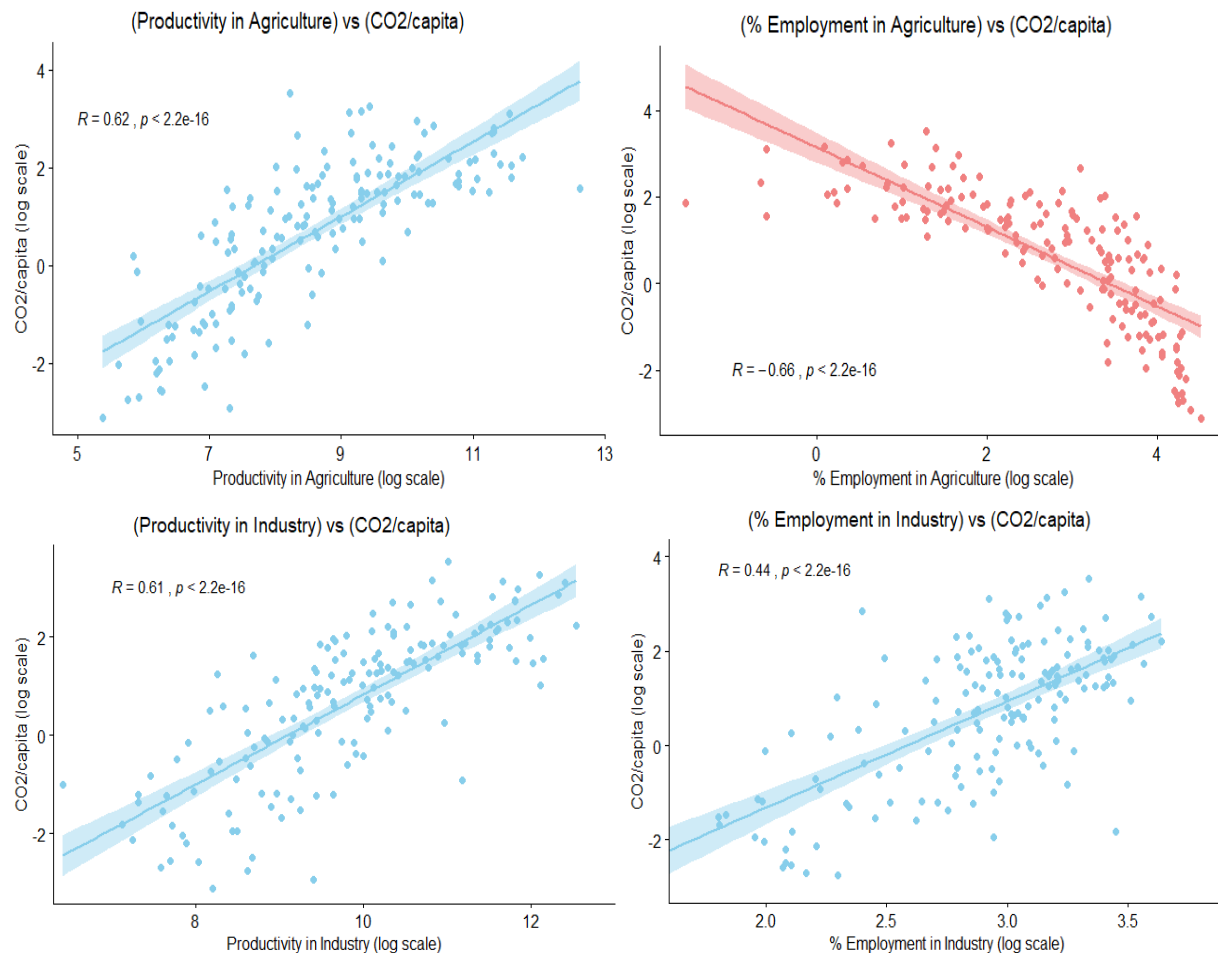 (Productivity in Agriculture) vs (CO2/capita)
R = 0.62 , p < 2.2e-16
CO2/capita (log scale)
4
2
0
-2
5
7
9
11
13
Productivity in Agriculture (log scale)
(% Employment in Agriculture) vs (CO2/capita)
R = −0.66 , p < 2.2e-16
CO2/capita (log scale)
4
2
0
-2
0
2
4
% Employment in Agriculture (log scale)
(Productivity in Industry) vs (CO2/capita)
R = 0.61 , p < 2.2e-16
CO2/capita (log scale)
2
0
-2
8
10
12
Productivity in Industry (log scale)
(% Employment in Industry) vs (CO2/capita)
R = 0.44 , p < 2.2e-16
CO2/capita (log scale)
4
2
0
-2
2.0
2.5
3.0
3.5
% Employment in Industry (log scale)